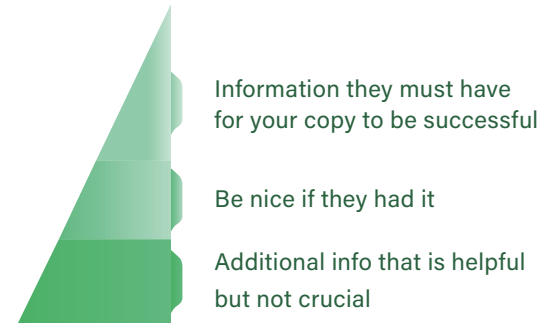 Information they must have
for your copy to be successful
Be nice if they had it
Additional info that is helpful
but not crucial